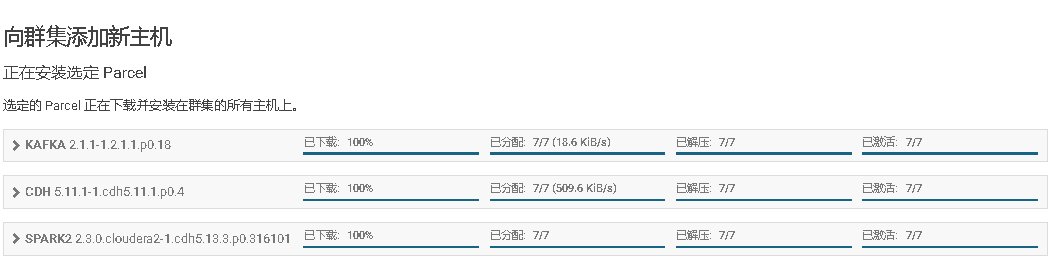 向群集添加新主机
正在安装选定 Parcel
选定的 Parcel 正在下载并安装在群集的所有主机上。
KAFKA 2.1.1-1.2.1.1.p0.18 已下载: 100% 已分配: 7/7 (18.6 KiB/s) 已解压: 7/7 已激活: 7/7
CDH 5.11.1-1.cdh5.11.1.p0.4 已下载: 100% 已分配: 7/7 (509.6 KiB/s) 已解压: 7/7 已激活: 7/7
SPARK2 2.3.0.cloudera2-1.cdh5.13.3.p0.316101 已下载: 100% 已分配: 7/7 已解压: 7/7 已激活: 7/7